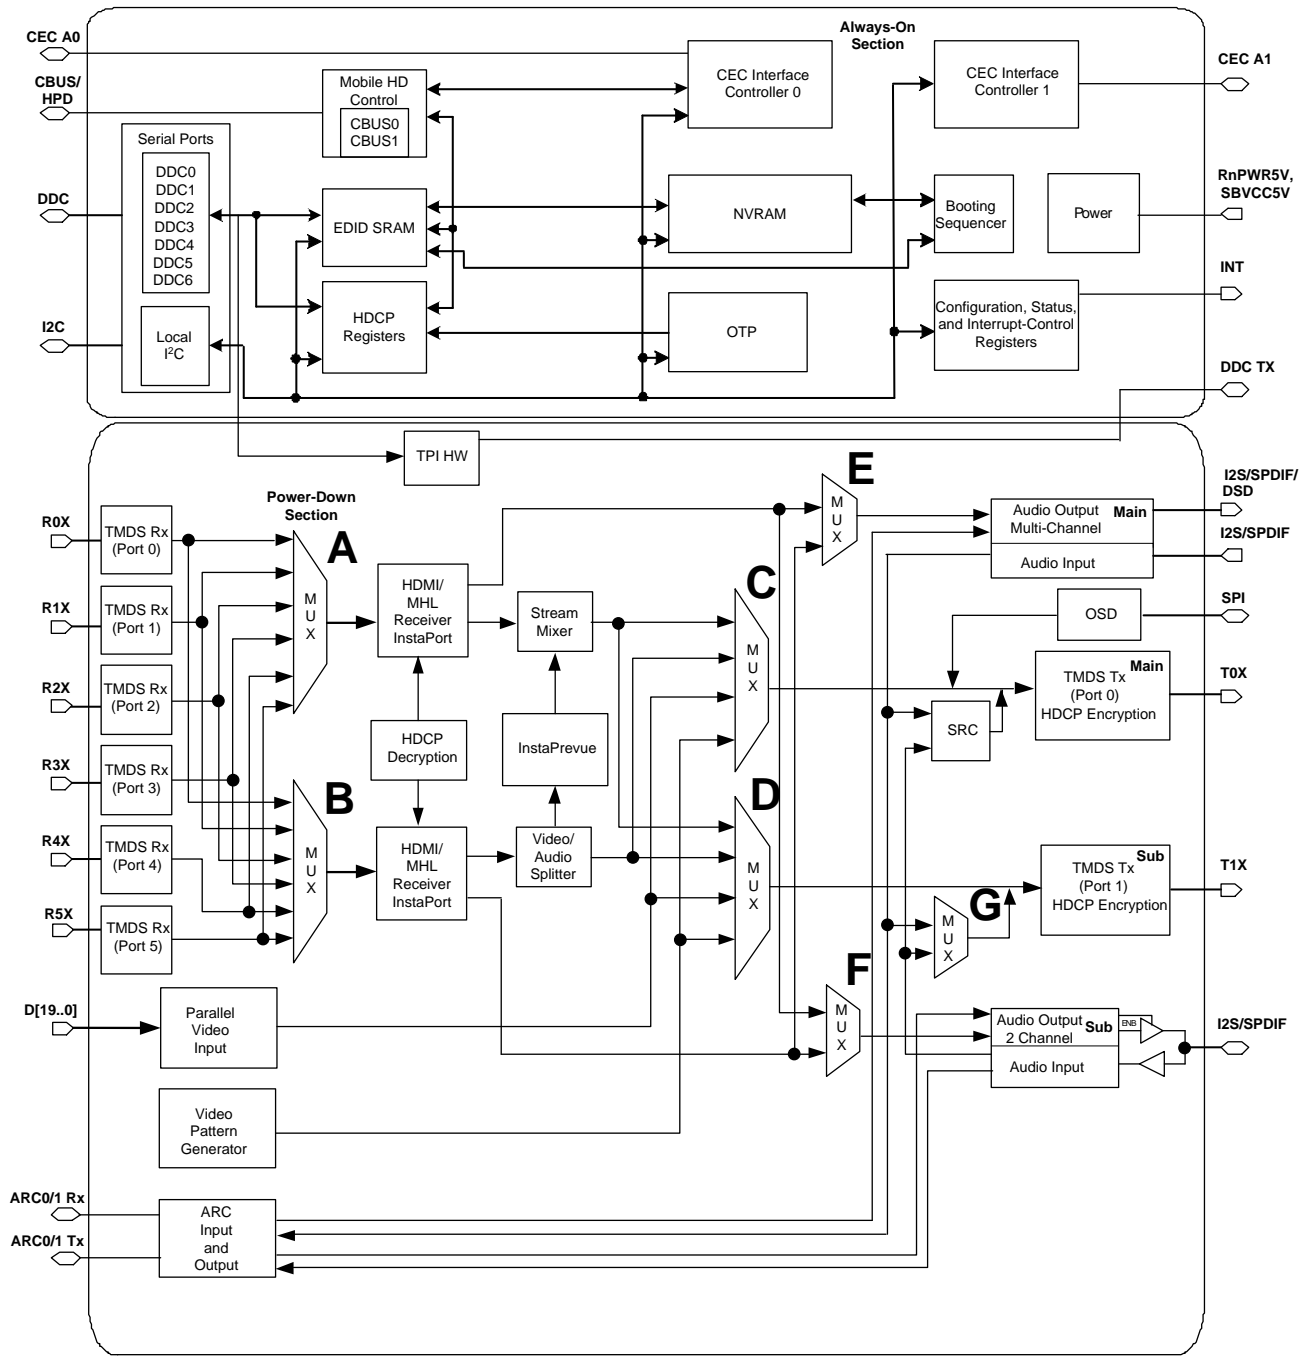 Always-On
Section
CEC A0
CBUS/
HPD
DDC
I2C
Serial Ports
DDC0
DDC1
DDC2
DDC3
DDC4
DDC5
DDC6
Local
I²C
Mobile HD
Control
CBUS0
CBUS1
EDID SRAM
HDCP
Registers
CEC Interface
Controller 0
NVRAM
OTP
CEC Interface
Controller 1
Booting
Sequencer
Power
Configuration, Status,
and Interrupt-Control
Registers
CEC A1
RnPWR5V,
SBVCC5V
INT
DDC TX
TPI HW
Power-Down
Section
R0X
R1X
R2X
R3X
R4X
R5X
D[19..0]
ARC0/1 Rx
ARC0/1 Tx
TMDS Rx
(Port 0)
TMDS Rx
(Port 1)
TMDS Rx
(Port 2)
TMDS Rx
(Port 3)
TMDS Rx
(Port 4)
TMDS Rx
(Port 5)
Parallel
Video
Input
Video
Pattern
Generator
ARC
Input
and
Output
A
M
U
X
B
M
U
X
HDMI/
MHL
Receiver
InstaPort
HDCP
Decryption
HDMI/
MHL
Receiver
InstaPort
Stream
Mixer
InstaPrevue
Video/
Audio
Splitter
C
M
U
X
D
M
U
X
E
M
U
X
F
M
U
X
G
M
U
X
Audio Output Main
Multi-Channel
Audio Input
OSD
Main
TMDS Tx
(Port 0)
HDCP Encryption
SRC
Sub
TMDS Tx
(Port 1)
HDCP Encryption
Audio Output
2 Channel Sub
ENB
Audio Input
I2S/SPDIF/
DSD
I2S/SPDIF
SPI
T0X
T1X
I2S/SPDIF